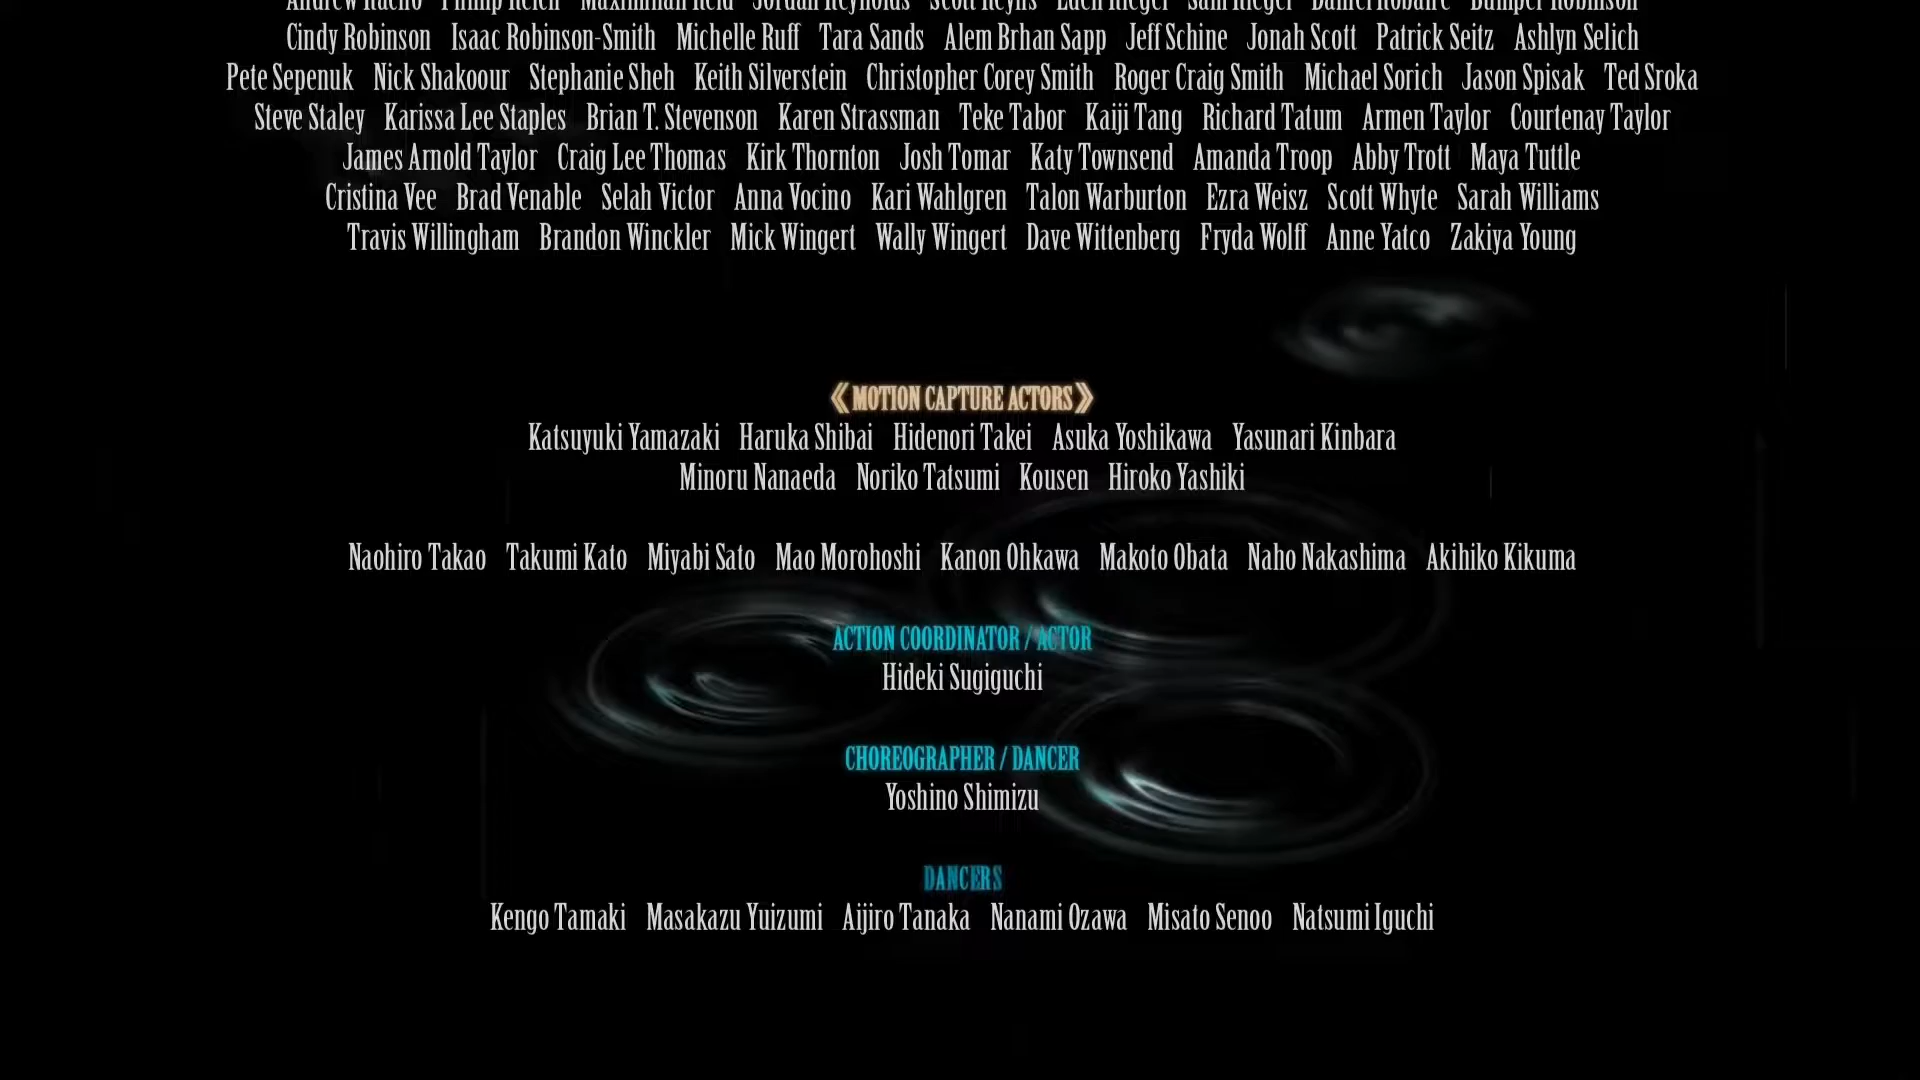 Cindy Robinson Isaac Robinson-Smith Michelle Ruff Tara Sands Alem Brhan Sapp Jeff Schine Jonah Scott Patrick Seitz Ashlyn Selich
Pete Sepenuk Nick Shakoour Stephanie Sheh Keith Silverstein Christopher Corey Smith Roger Craig Smith Michael Sorich Jason Spisak Ted Sroka
Steve Staley Karissa Lee Staples Brian T. Stevenson Karen Strassman Teke Tabor Kaiji Tang Richard Tatum Armen Taylor Courtenay Taylor
James Arnold Taylor Craig Lee Thomas Kirk Thornton Josh Tomar Katy Townsend Amanda Troop Abby Trott Maya Tuttle
Cristina Vee Brad Venable Selah Victor Anna Vocino Kari Wahlgren Talon Warburton Ezra Weisz Scott Whyte Sarah Williams
Travis Willingham Brandon Winckler Mick Wingert Wally Wingert Dave Wittenberg Fryda Wolff Anne Yatco Zakiya Young
《MOTION CAPTURE ACTORS》
Katsuyuki Yamazaki Haruka Shibai Hidenori Takei Asuka Yoshikawa Yasunari Kinbara
Minoru Nanaeda Noriko Tatsumi Kousen Hiroko Yashiki
Naohiro Takao Takumi Kato Miyabi Sato Mao Morohoshi Kanon Ohkawa Makoto Obata Naho Nakashima Akihiko Kikuma
ACTION COORDINATOR / ACTOR
Hideki Sugiguchi
CHOREOGRAPHER / DANCER
Yoshino Shimizu
DANCERS
Kengo Tamaki Masakazu Yuizumi Aijiro Tanaka Nanami Ozawa Misato Senoo Natsumi Iguchi